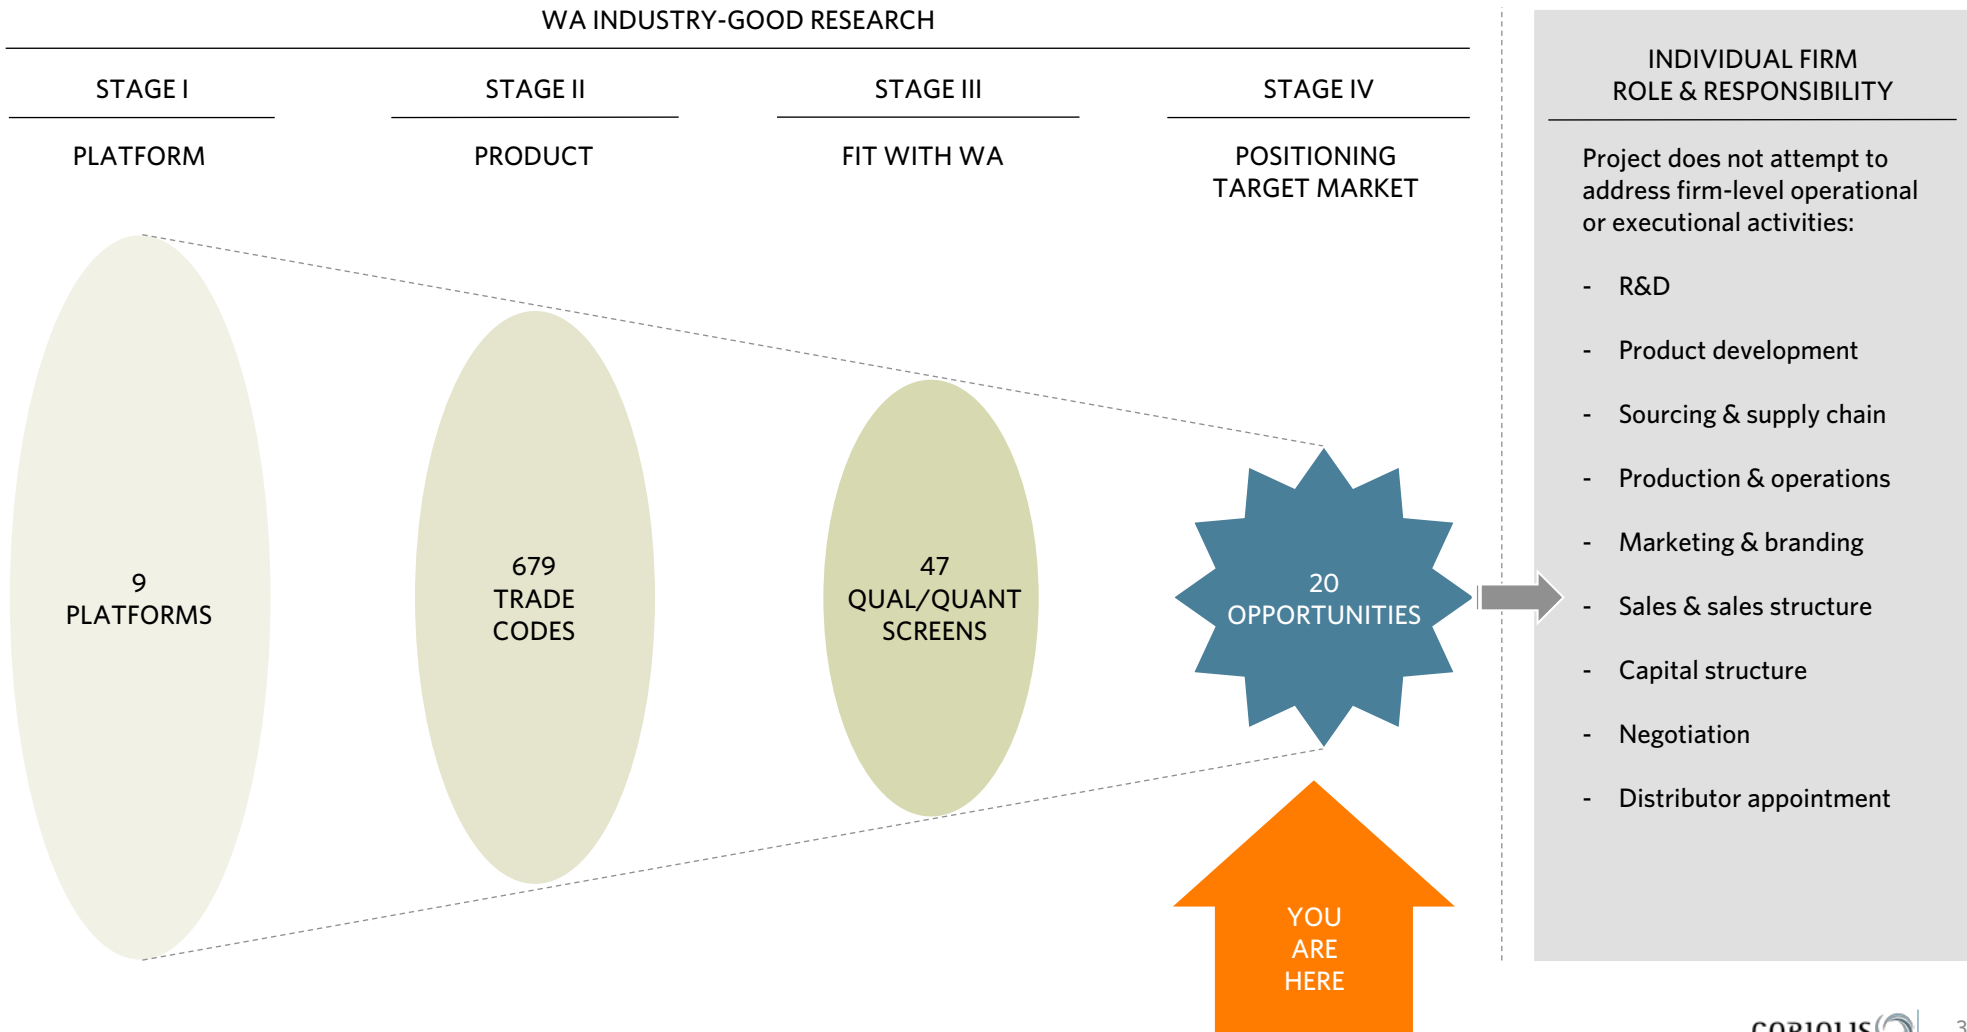 WA INDUSTRY-GOOD RESEARCH
STAGE I
PLATFORM
9
PLATFORMS
STAGE II
PRODUCT
679
TRADE
CODES
STAGE III
FIT WITH WA
47
QUAL/QUANT
SCREENS
STAGE IV
POSITIONING
TARGET MARKET
20
OPPORTUNITIES
YOU
ARE
HERE
INDIVIDUAL FIRM
ROLE & RESPONSIBILITY
Project does not attempt to
address firm-level operational
or executional activities:
- R&D
- Product development
- Sourcing & supply chain
- Production & operations
- Marketing & branding
- Sales & sales structure
- Capital structure
- Negotiation
- Distributor appointment
CORIOLIS
3